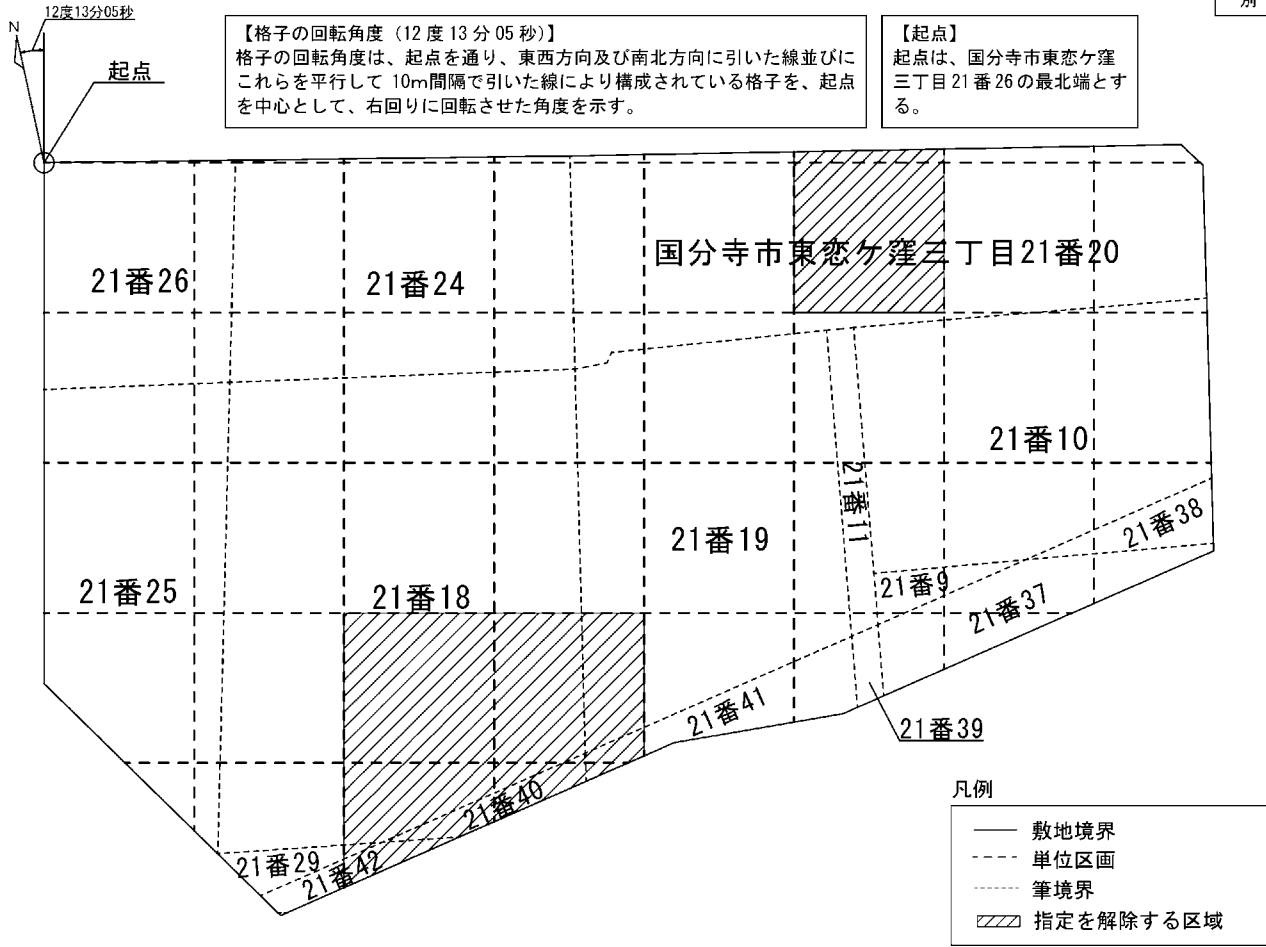 12度13分05秒
N
起点
【格子の回転角度（12度13分05秒）】
格子の回転角度は、起点を通り、東西方向及び南北方向に引いた線並びに
これらを平行して10m間隔で引いた線により構成されている格子を、起点
を中心として、右回りに回転させた角度を示す。
【起点】
起点は、国分寺市東恋ケ窪
三丁目21番26の最北端とす
る。
21番26
21番24
国分寺市東恋ケ窪三丁目21番20
21番10
21番11
21番19
21番38
21番25
21番18
21番9
21番37
21番41
21番39
21番40
21番29
21番42
凡例
敷地境界
単位区画
筆境界
指定を解除する区域